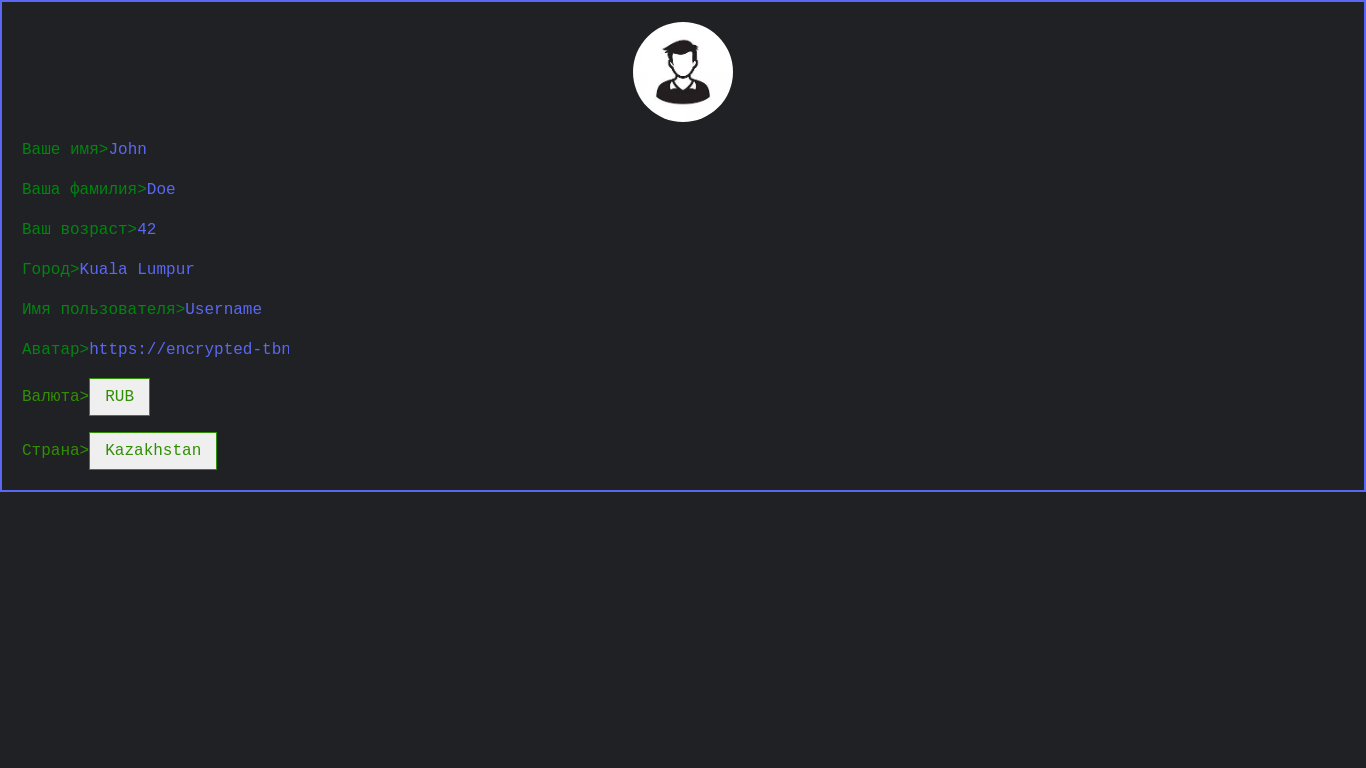 Ваше имя>John
Ваша фамилия>Doe
Ваш возраст>42
Город>Kuala Lumpur
Имя пользователя>Username
Аватар>https://encrypted-tbn
Валюта> RUB
Страна> Kazakhstan